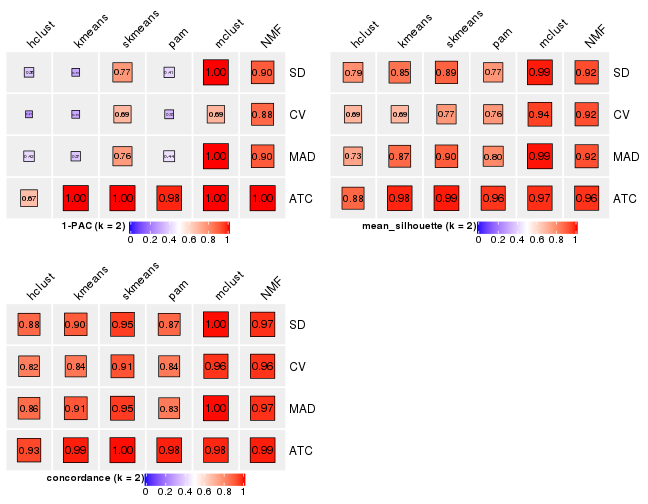 hclust kmeans skmeans pam mclust NMF
0.77 1.00 0.90 SD
0.69 0.69 0.88 CV
0.76 1.00 0.90 MAD
0.67 1.00 1.00 0.98 1.00 1.00 ATC
1-PAC (k = 2)
0 0.2 0.4 0.6 0.8 1
hclust kmeans skmeans pam mclust NMF
0.79 0.85 0.89 0.77 0.99 0.92 SD
0.69 0.69 0.77 0.76 0.94 0.92 CV
0.73 0.87 0.90 0.80 0.99 0.92 MAD
0.88 0.98 0.99 0.96 0.97 0.96 ATC
mean_silhouette (k = 2)
0 0.2 0.4 0.6 0.8 1
hclust kmeans skmeans pam mclust NMF
0.88 0.90 0.95 0.87 1.00 0.97 SD
0.82 0.84 0.91 0.84 0.96 0.96 CV
0.86 0.91 0.95 0.83 1.00 0.97 MAD
0.93 0.99 1.00 0.98 0.98 0.99 ATC
concordance (k = 2)
0 0.2 0.4 0.6 0.8 1